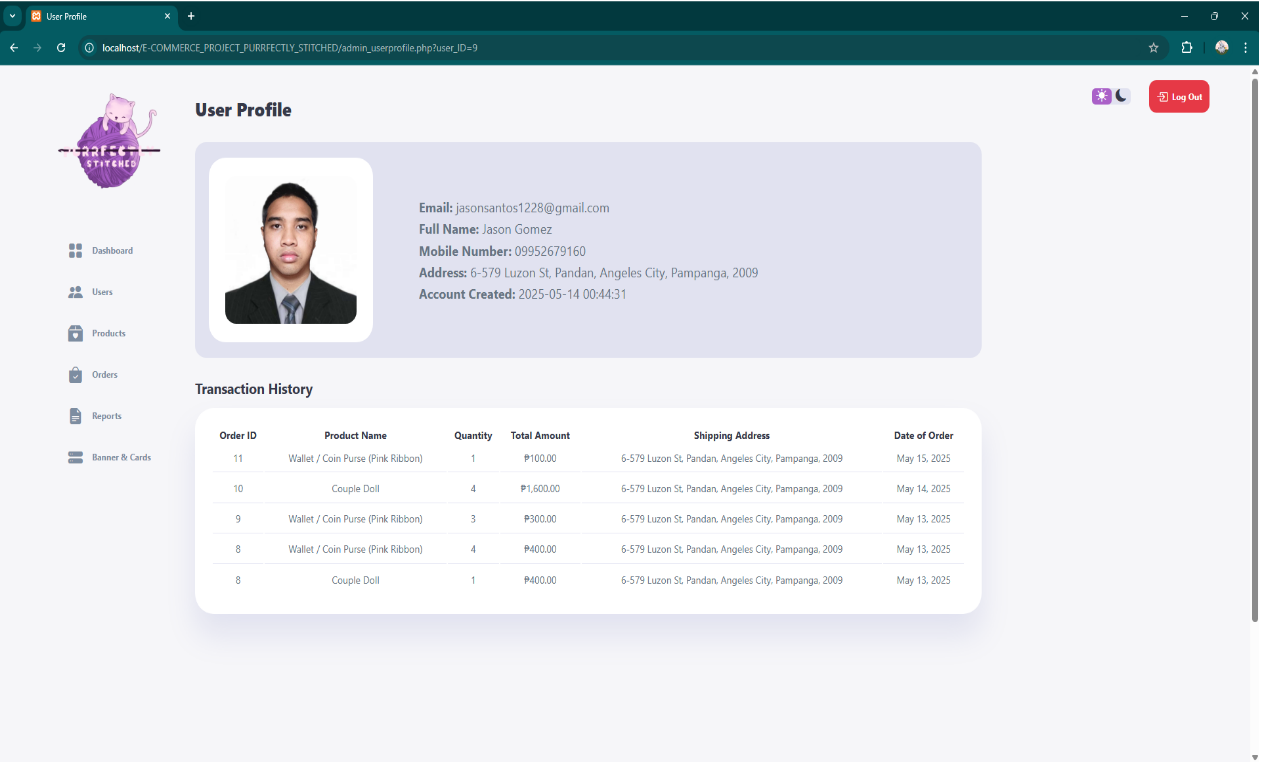 User Profile
localhost/E-COMMERCE_PROJECT_PURRFECTLY_STITCHED/admin_userprofile.php?user_ID=9
STITCHED
User Profile
Log Out
Email: jasonsantos1228@gmail.com
Full Name: Jason Gomez
Mobile Number: 09952679160
Address: 6-579 Luzon St, Pandan, Angeles City, Pampanga, 2009
Account Created: 2025-05-14 00:44:31
Dashboard
Users
Products
Orders
Reports
Banner & Cards
Transaction History
Order ID Product Name Quantity Total Amount Shipping Address Date of Order
11 Wallet / Coin Purse (Pink Ribbon) 1 ₱100.00 6-579 Luzon St, Pandan, Angeles City, Pampanga, 2009 May 15, 2025
10 Couple Doll 4 ₱1,600.00 6-579 Luzon St, Pandan, Angeles City, Pampanga, 2009 May 14, 2025
9 Wallet / Coin Purse (Pink Ribbon) 3 ₱300.00 6-579 Luzon St, Pandan, Angeles City, Pampanga, 2009 May 13, 2025
8 Wallet / Coin Purse (Pink Ribbon) 4 ₱400.00 6-579 Luzon St, Pandan, Angeles City, Pampanga, 2009 May 13, 2025
8 Couple Doll 1 ₱400.00 6-579 Luzon St, Pandan, Angeles City, Pampanga, 2009 May 13, 2025